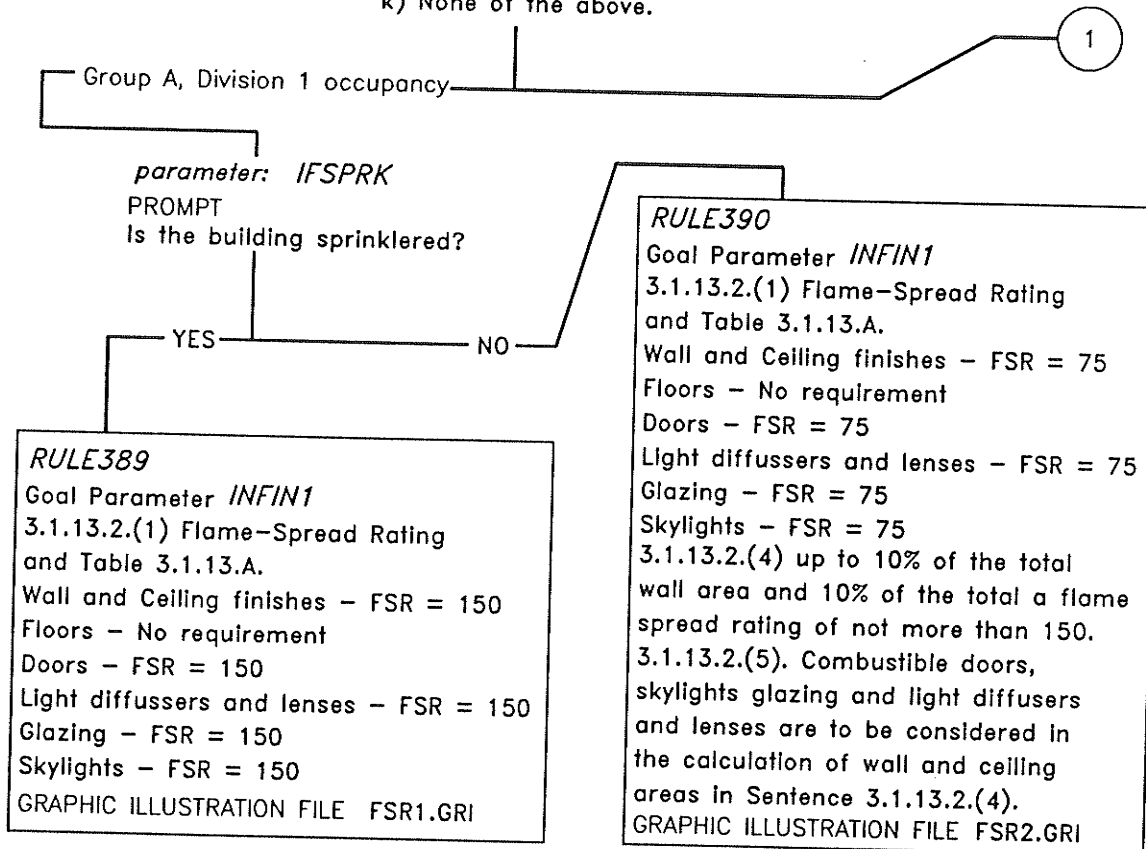 k) None of the above.
1
Group A, Division 1 occupancy
parameter: IFSPRK
PROMPT
Is the building sprinklered?
YES
NO
RULE389
Goal Parameter INFIN1
3.1.13.2.(1) Flame-Spread Rating
and Table 3.1.13.A.
Wall and Ceiling finishes - FSR = 150
Floors - No requirement
Doors - FSR = 150
Light diffussers and lenses - FSR = 150
Glazing - FSR = 150
Skylights - FSR = 150
GRAPHIC ILLUSTRATION FILE FSR1.GRI
RULE390
Goal Parameter INFIN1
3.1.13.2.(1) Flame-Spread Rating
and Table 3.1.13.A.
Wall and Ceiling finishes - FSR = 75
Floors - No requirement
Doors - FSR = 75
Light diffussers and lenses - FSR = 75
Glazing - FSR = 75
Skylights - FSR = 75
3.1.13.2.(4) up to 10% of the total
wall area and 10% of the total a flame
spread rating of not more than 150.
3.1.13.2.(5). Combustible doors,
skylights glazing and light diffusers
and lenses are to be considered in
the calculation of wall and ceiling
areas in Sentence 3.1.13.2.(4).
GRAPHIC ILLUSTRATION FILE FSR2.GRI